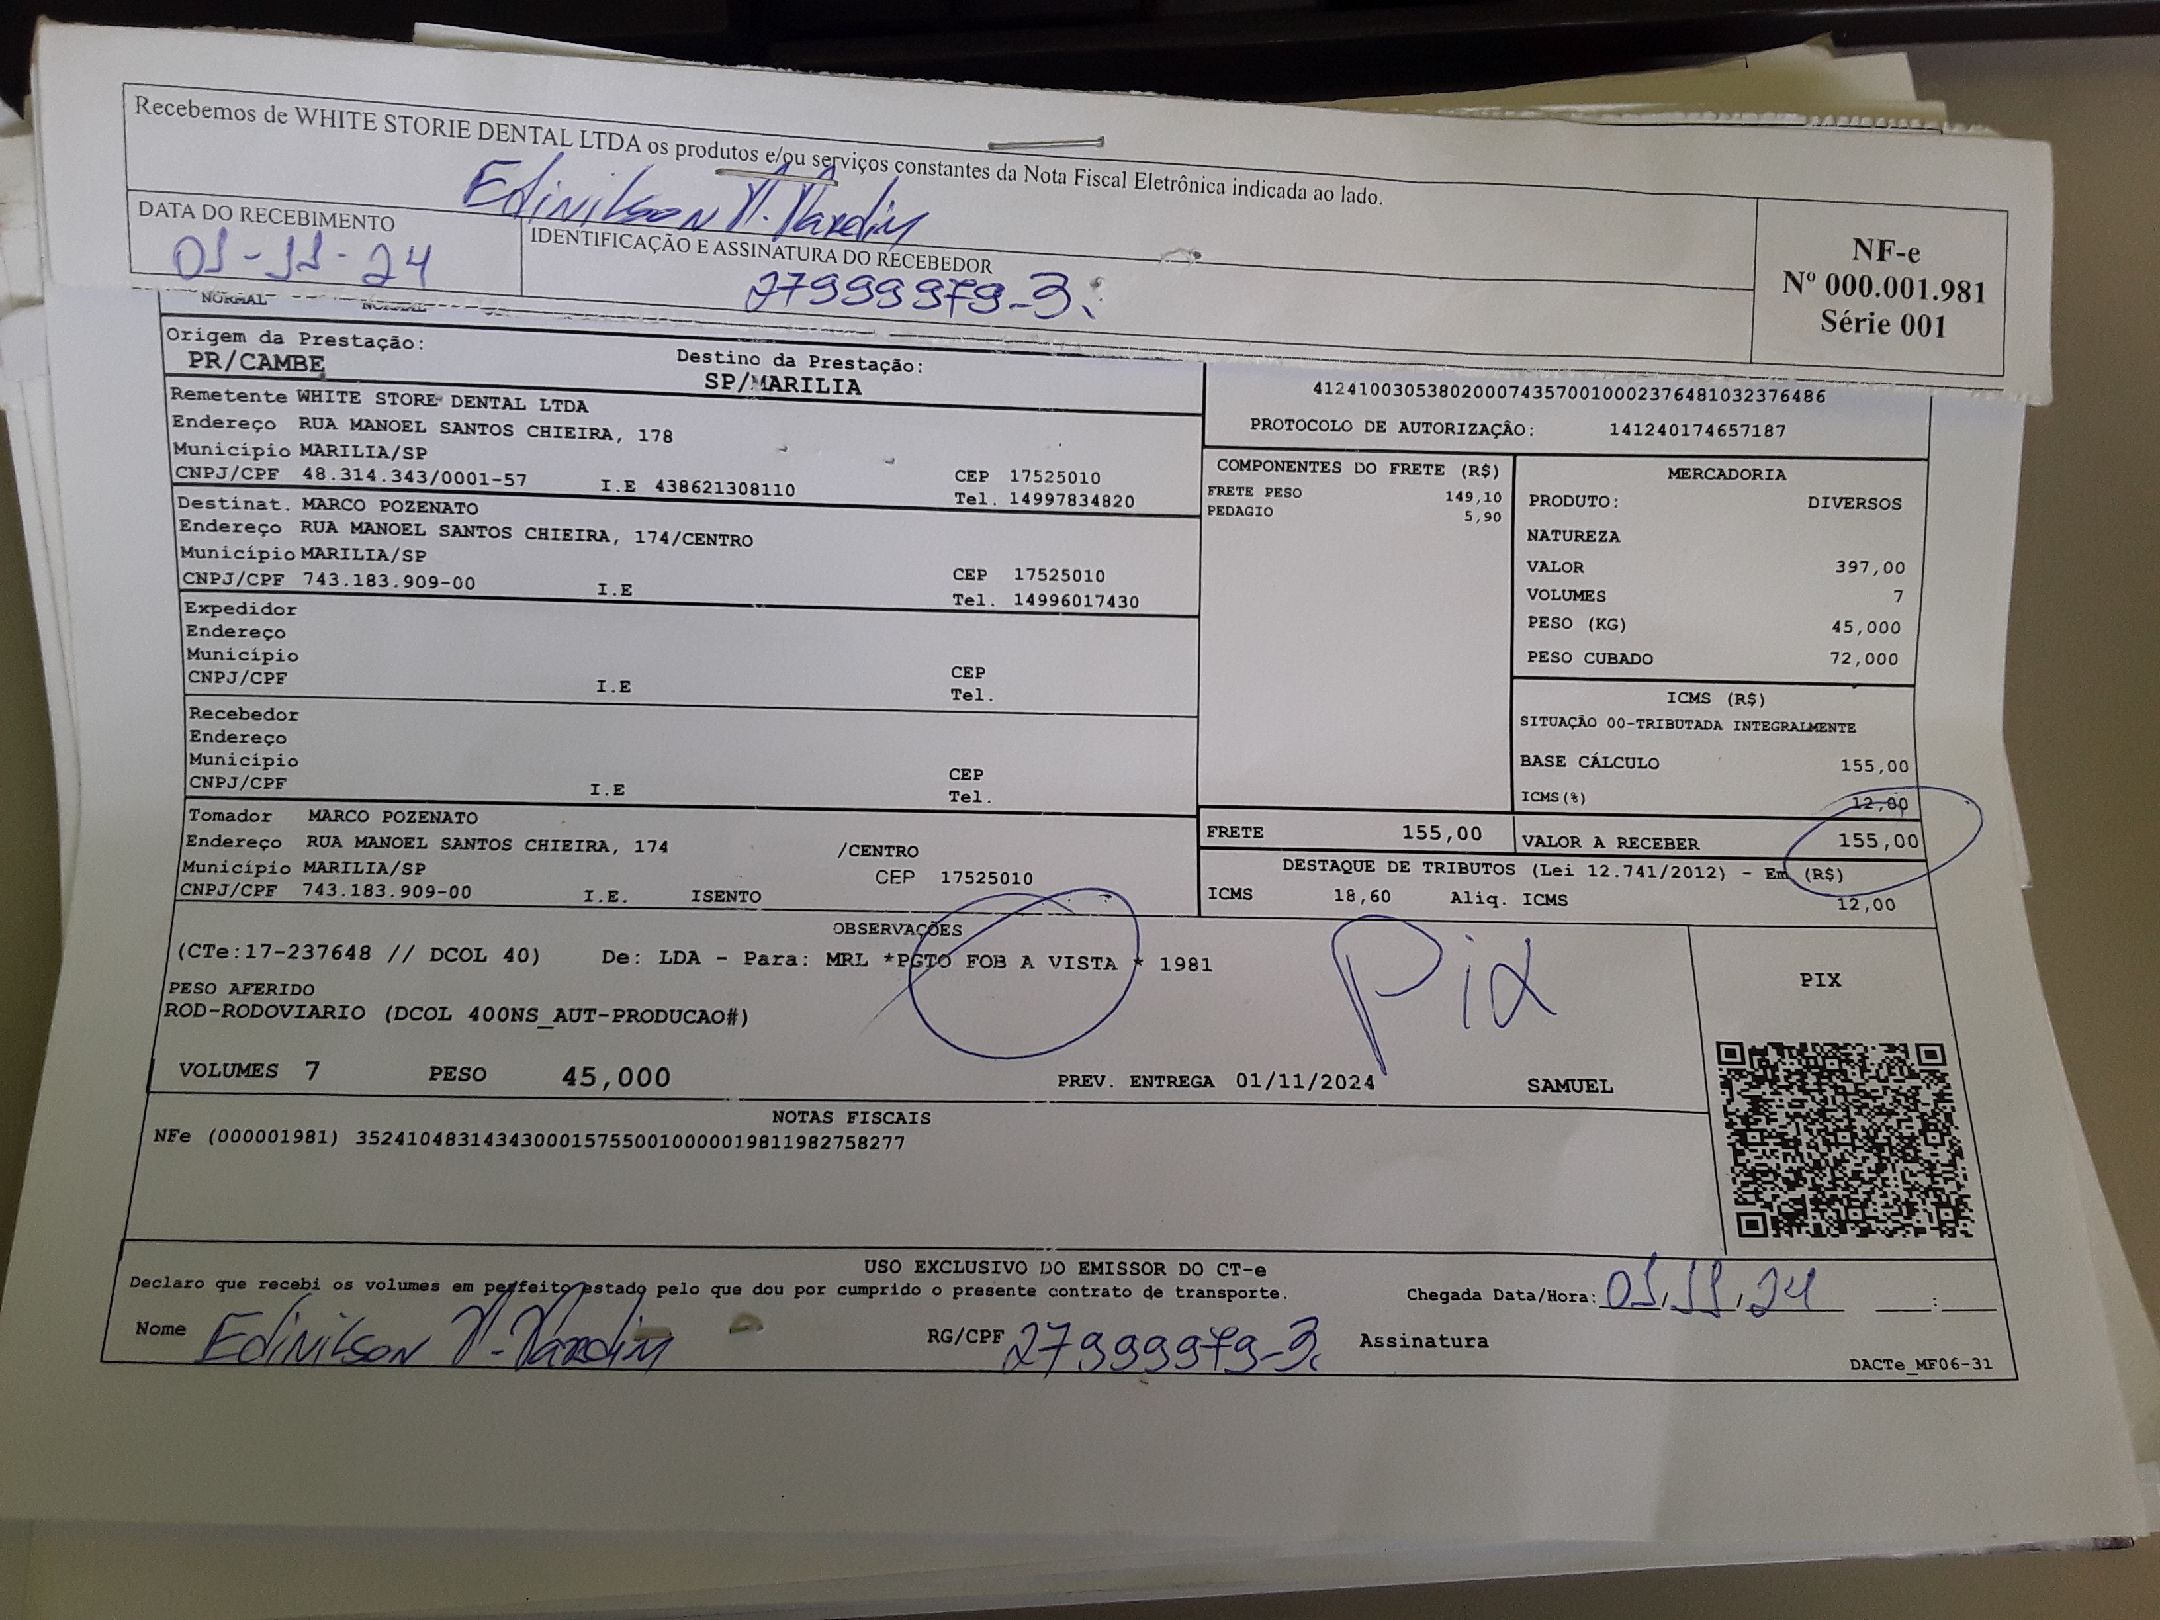 Recebemos de WHITE STORIE DENTAL LTDA os produtos e/ou serviços constantes da Nota Fiscal Eletrônica indicada ao lado.
DATA DO RECEBIMENTO
01-11-24
IDENTIFICAÇÃO E ASSINATURA DO RECEBEDOR
Edinilson
27999979-3
NF-e
Nº 000.001.981
Série 001
NORMAL NORMAL
Origem da Prestação:
PR/CAMBE
Destino da Prestação:
SP/MARILIA
Remetente WHITE STORE DENTAL LTDA
Endereço RUA MANOEL SANTOS CHIEIRA, 178
Município MARILIA/SP
CNPJ/CPF 48.314.343/0001-57 I.E 438621308110
CEP 17525010
Tel. 14997834820
Destinat. MARCO POZENATO
Endereço RUA MANOEL SANTOS CHIEIRA, 174/CENTRO
Município MARILIA/SP
CNPJ/CPF 743.183.909-00 I.E
CEP 17525010
Tel. 14996017430
Expedidor
Endereço
Município
CNPJ/CPF I.E
CEP
Tel.
Recebedor
Endereço
Município
CNPJ/CPF I.E
CEP
Tel.
Tomador MARCO POZENATO
Endereço RUA MANOEL SANTOS CHIEIRA, 174 /CENTRO
Município MARILIA/SP CEP 17525010
CNPJ/CPF 743.183.909-00 I.E. ISENTO
41241003053802000743570010002376481032376486
PROTOCOLO DE AUTORIZAÇÃO: 141240174657187
COMPONENTES DO FRETE (R$)
FRETE PESO 149,10
PEDAGIO 5,90
MERCADORIA
PRODUTO: DIVERSOS
NATUREZA
VALOR 397,00
VOLUMES 7
PESO (KG) 45,000
PESO CUBADO 72,000
ICMS (R$)
SITUAÇÃO 00-TRIBUTADA INTEGRALMENTE
BASE CÁLCULO 155,00
ICMS(%) 12,00
FRETE 155,00 VALOR A RECEBER 155,00
DESTAQUE DE TRIBUTOS (Lei 12.741/2012) - Em (R$)
ICMS 18,60 Aliq. ICMS 12,00
OBSERVAÇÕES
(CTe:17-237648 // DCOL 40) De: LDA - Para: MRL *PGTO FOB A VISTA * 1981
PESO AFERIDO
ROD-RODOVIARIO (DCOL 400NS_AUT-PRODUCAO#)
Pix
VOLUMES 7 PESO 45,000 PREV. ENTREGA 01/11/2024 SAMUEL
PIX
NOTAS FISCAIS
NFe (000001981) 35241048314343000157550010000019811982758277
USO EXCLUSIVO DO EMISSOR DO CT-e
Declaro que recebi os volumes em perfeito estado pelo que dou por cumprido o presente contrato de transporte.
Chegada Data/Hora: 01,11,24 ___:___
Nome Edinilson
RG/CPF 27999979-3
Assinatura
DACTe_MF06-31